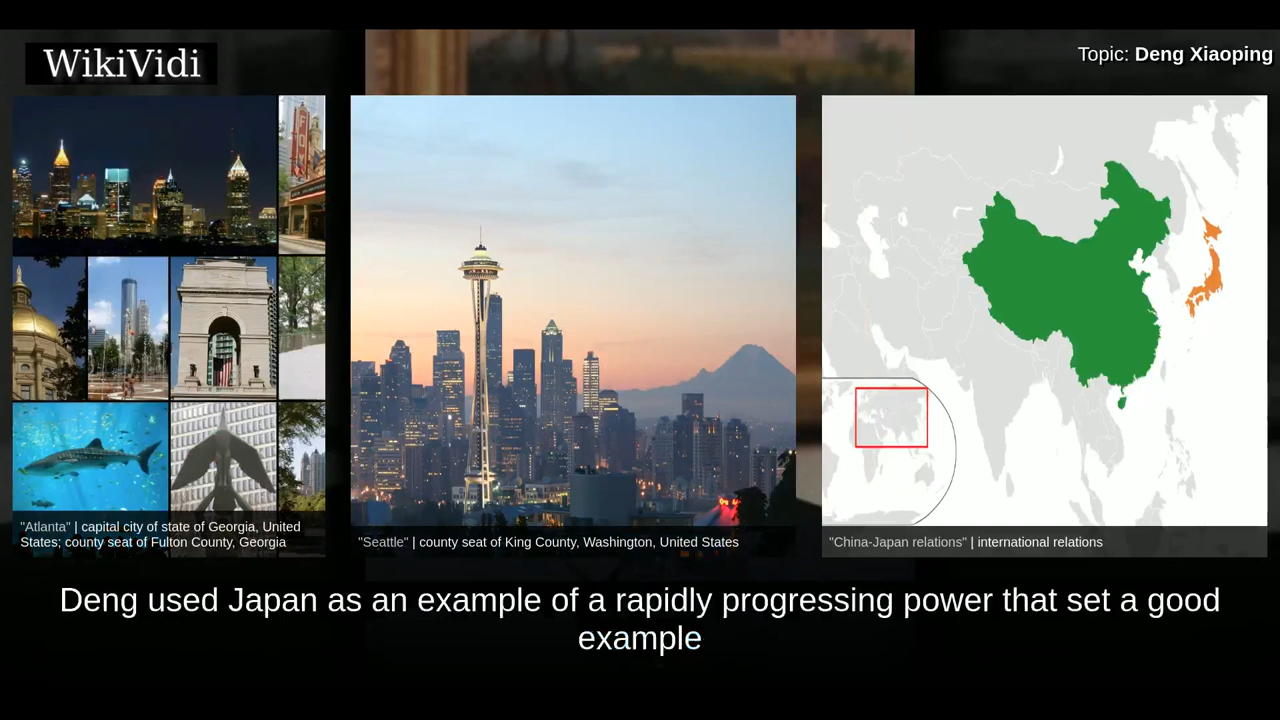 WikiVidi
Topic: Deng Xiaoping
FOX
"Atlanta" | capital city of state of Georgia, United
States; county seat of Fulton County, Georgia
"Seattle" | county seat of King County, Washington, United States
"China-Japan relations" | international relations
Deng used Japan as an example of a rapidly progressing power that set a good
example